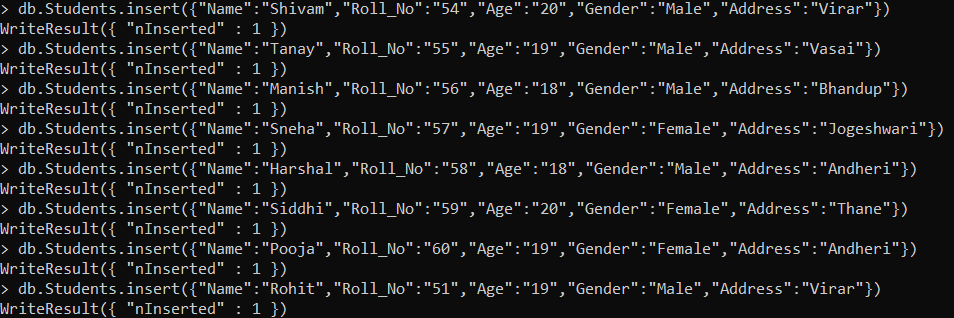 > db.Students.insert({"Name":"Shivam","Roll_No":"54","Age":"20","Gender":"Male","Address":"Virar"})
WriteResult({ "nInserted" : 1 })
> db.Students.insert({"Name":"Tanay","Roll_No":"55","Age":"19","Gender":"Male","Address":"Vasai"})
WriteResult({ "nInserted" : 1 })
> db.Students.insert({"Name":"Manish","Roll_No":"56","Age":"18","Gender":"Male","Address":"Bhandup"})
WriteResult({ "nInserted" : 1 })
> db.Students.insert({"Name":"Sneha","Roll_No":"57","Age":"19","Gender":"Female","Address":"Jogeshwari"})
WriteResult({ "nInserted" : 1 })
> db.Students.insert({"Name":"Harshal","Roll_No":"58","Age":"18","Gender":"Male","Address":"Andheri"})
WriteResult({ "nInserted" : 1 })
> db.Students.insert({"Name":"Siddhi","Roll_No":"59","Age":"20","Gender":"Female","Address":"Thane"})
WriteResult({ "nInserted" : 1 })
> db.Students.insert({"Name":"Pooja","Roll_No":"60","Age":"19","Gender":"Female","Address":"Andheri"})
WriteResult({ "nInserted" : 1 })
> db.Students.insert({"Name":"Rohit","Roll_No":"51","Age":"19","Gender":"Male","Address":"Virar"})
WriteResult({ "nInserted" : 1 })